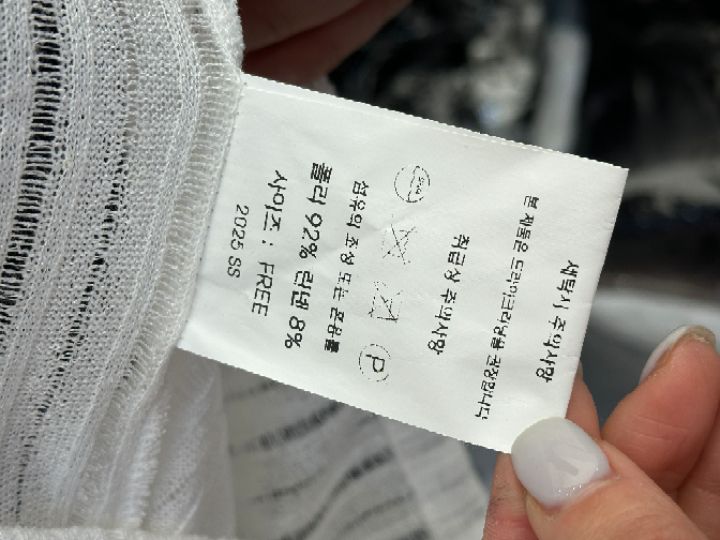 세탁시 주의사항
본 제품은 드라이크리닝을 권장합니다
취급상 주의사항
P
섬유의 조성 또는 혼용률
폴리 92% 린넨 8%
사이즈 : FREE
2025 SS